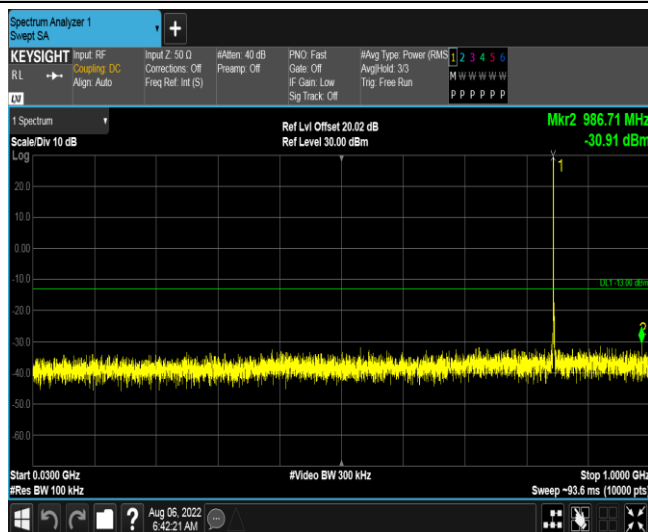 Spectrum Analyzer 1
Swept SA
+
KEYSIGHT
RL
Input: RF
Coupling: DC
Align: Auto
Input Z: 50 Ω
Corrections: Off
Freq Ref: Int (S)
#Atten: 40 dB
Preamp: Off
PNO: Fast
Gate: Off
IF Gain: Low
Sig Track: Off
#Avg Type: Power (RMS
Avg|Hold: 3/3
Trig: Free Run
1 2 3 4 5 6
M W W W W W
P P P P P P
LXI
1 Spectrum
Scale/Div 10 dB
Log
Ref Lvl Offset 20.02 dB
Ref Level 30.00 dBm
Mkr2 986.71 MHz
-30.91 dBm
1
20.0
10.0
0.00
-10.0
DL1 -13.00 dBm
-20.0
2
-30.0
-40.0
-50.0
-60.0
Start 0.0300 GHz
#Res BW 100 kHz
#Video BW 300 kHz
Stop 1.0000 GHz
Sweep ~93.6 ms (10000 pts)
?
Aug 06, 2022
6:42:21 AM